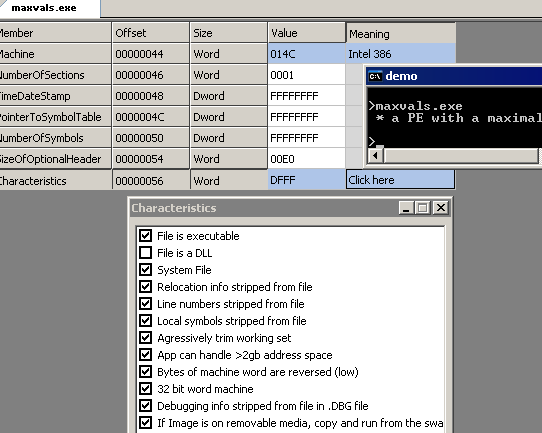 maxvals.exe
Member Offset Size Value Meaning
Machine 00000044 Word 014C Intel 386
NumberOfSections 00000046 Word 0001
TimeDateStamp 00000048 Dword FFFFFFFF
PointerToSymbolTable 0000004C Dword FFFFFFFF
NumberOfSymbols 00000050 Dword FFFFFFFF
SizeOfOptionalHeader 00000054 Word 00E0
Characteristics 00000056 Word DFFF Click here
demo
>maxvals.exe
* a PE with a maximal
>_
Characteristics
File is executable
File is a DLL
System File
Relocation info stripped from file
Line numbers stripped from file
Local symbols stripped from file
Agressively trim working set
App can handle >2gb address space
Bytes of machine word are reversed (low)
32 bit word machine
Debugging info stripped from file in .DBG file
If Image is on removable media, copy and run from the swa